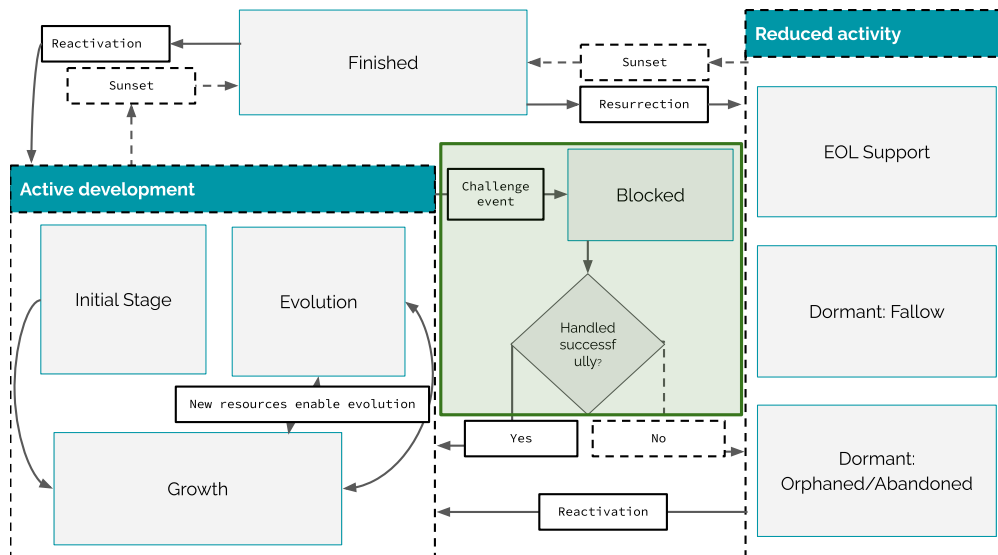 Reactivation
Finished
Sunset
Sunset
Resurrection
Reduced activity
EOL Support
Active development
Challenge
event
Blocked
Initial Stage
Evolution
Handled
successf
ully?
Dormant: Fallow
New resources enable evolution
Yes
No
Growth
Dormant:
Orphaned/Abandoned
Reactivation